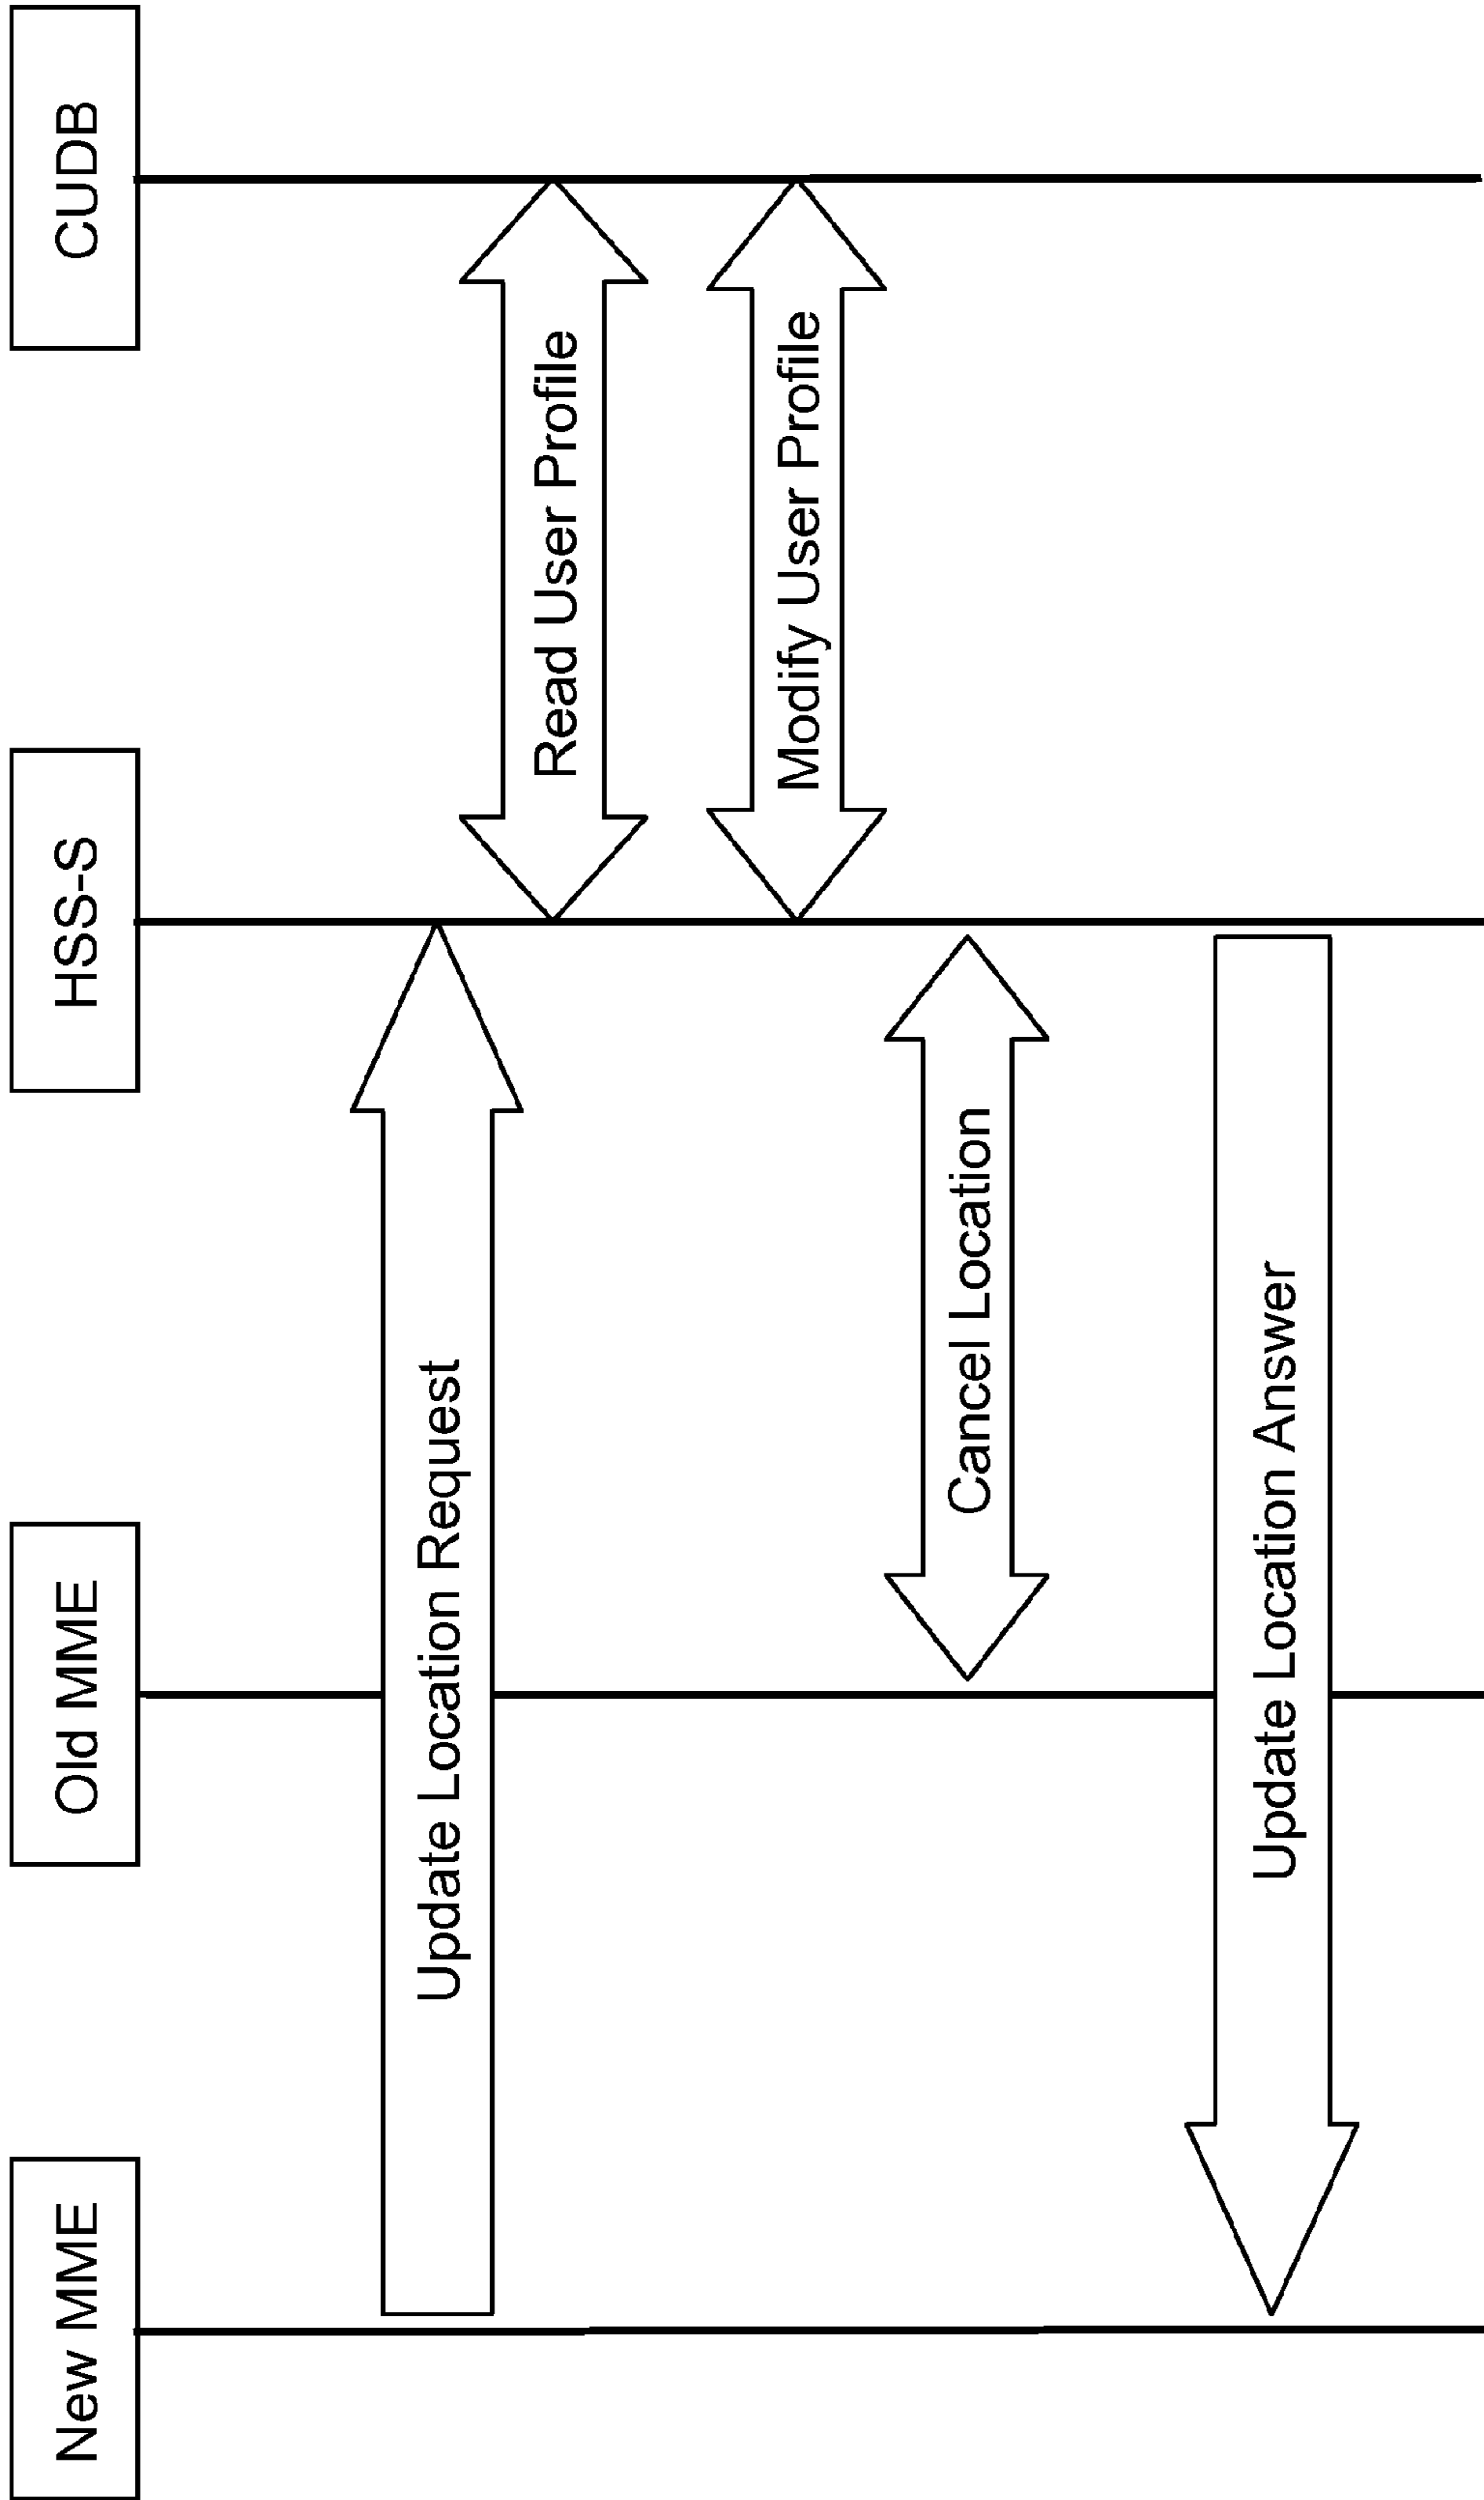 New MME
Old MME
HSS-S
CUDB
Update Location Request
Read User Profile
Modify User Profile
Cancel Location
Update Location Answer